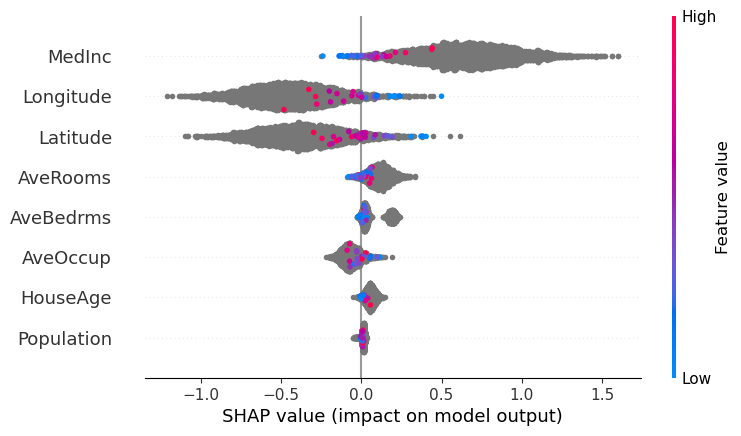 High
MedInc
Longitude
Latitude
AveRooms
AveBedrms
AveOccup
HouseAge
Population
Feature value
Low
−1.0 −0.5 0.0 0.5 1.0 1.5
SHAP value (impact on model output)